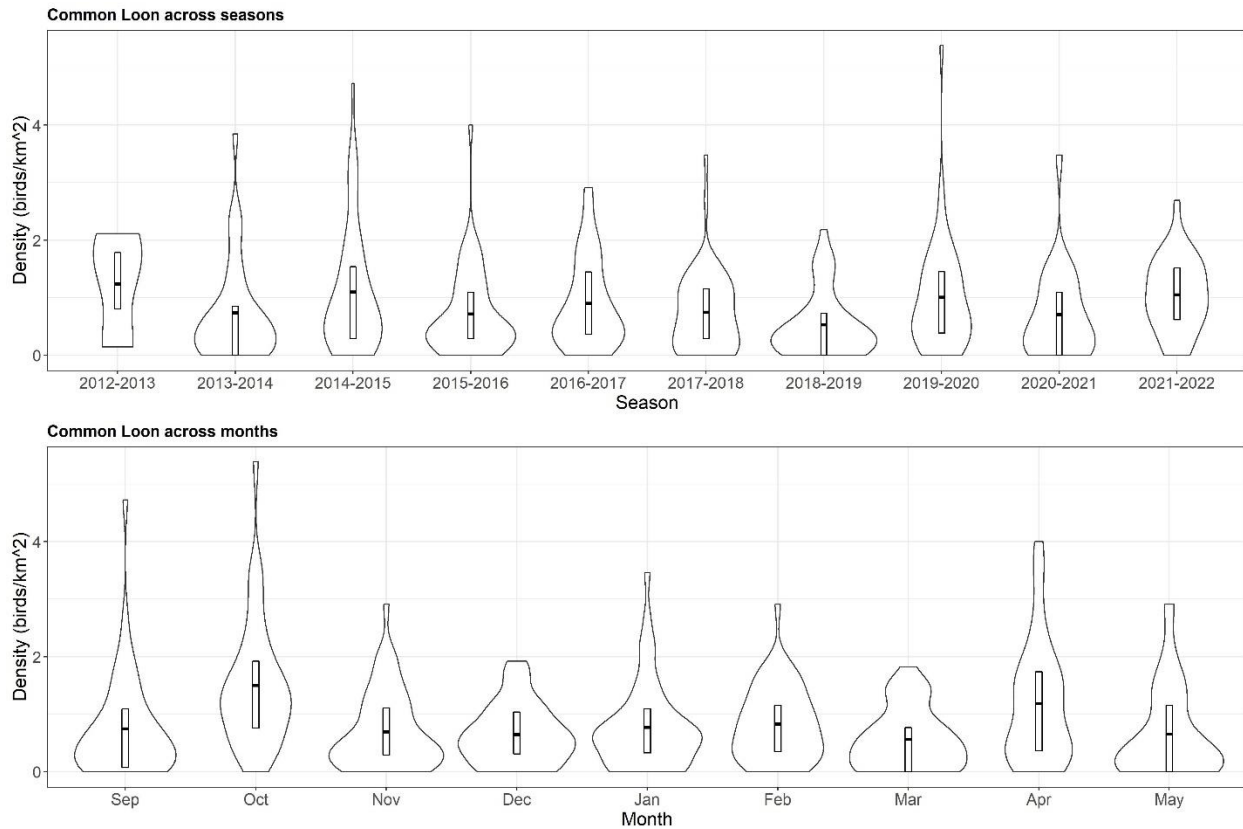 Common Loon across seasons
Density (birds/km^2)
4
2
0
2012-2013 2013-2014 2014-2015 2015-2016 2016-2017 2017-2018 2018-2019 2019-2020 2020-2021 2021-2022
Season
Common Loon across months
Density (birds/km^2)
4
2
0
Sep Oct Nov Dec Jan Feb Mar Apr May
Month